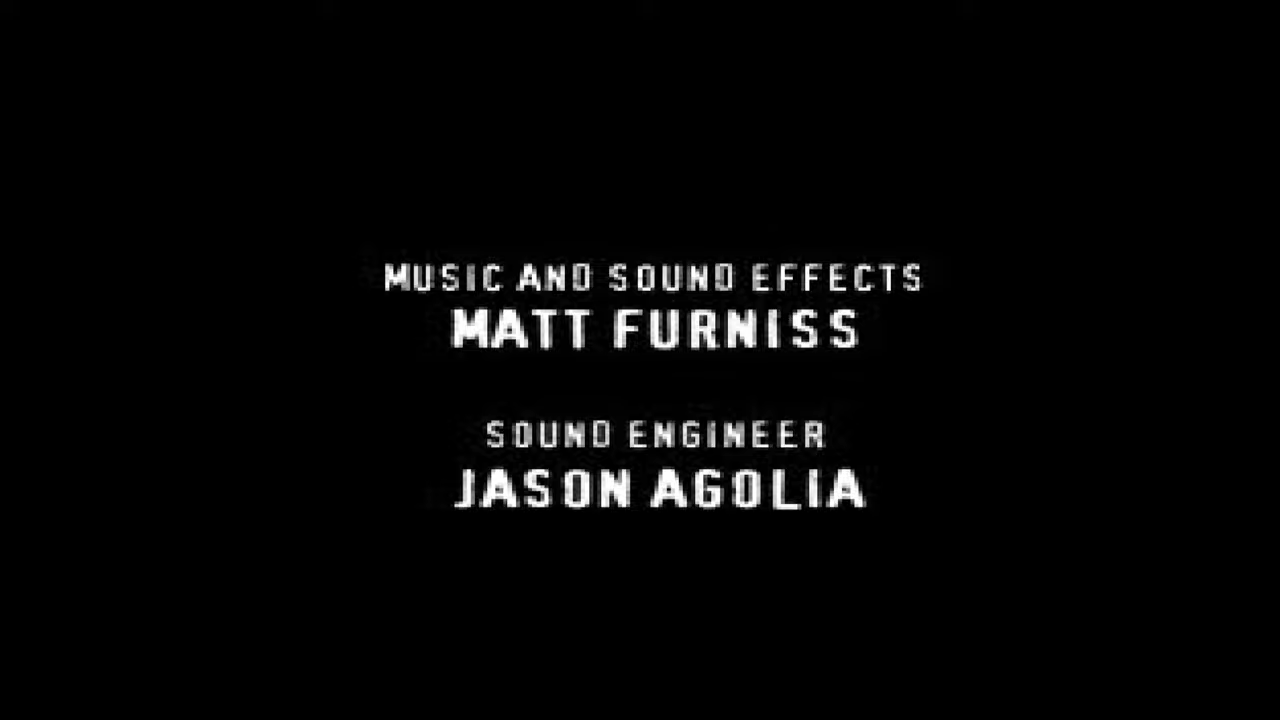 MUSIC AND SOUND EFFECTS
MATT FURNISS
SOUND ENGINEER
JASON AGOLIA